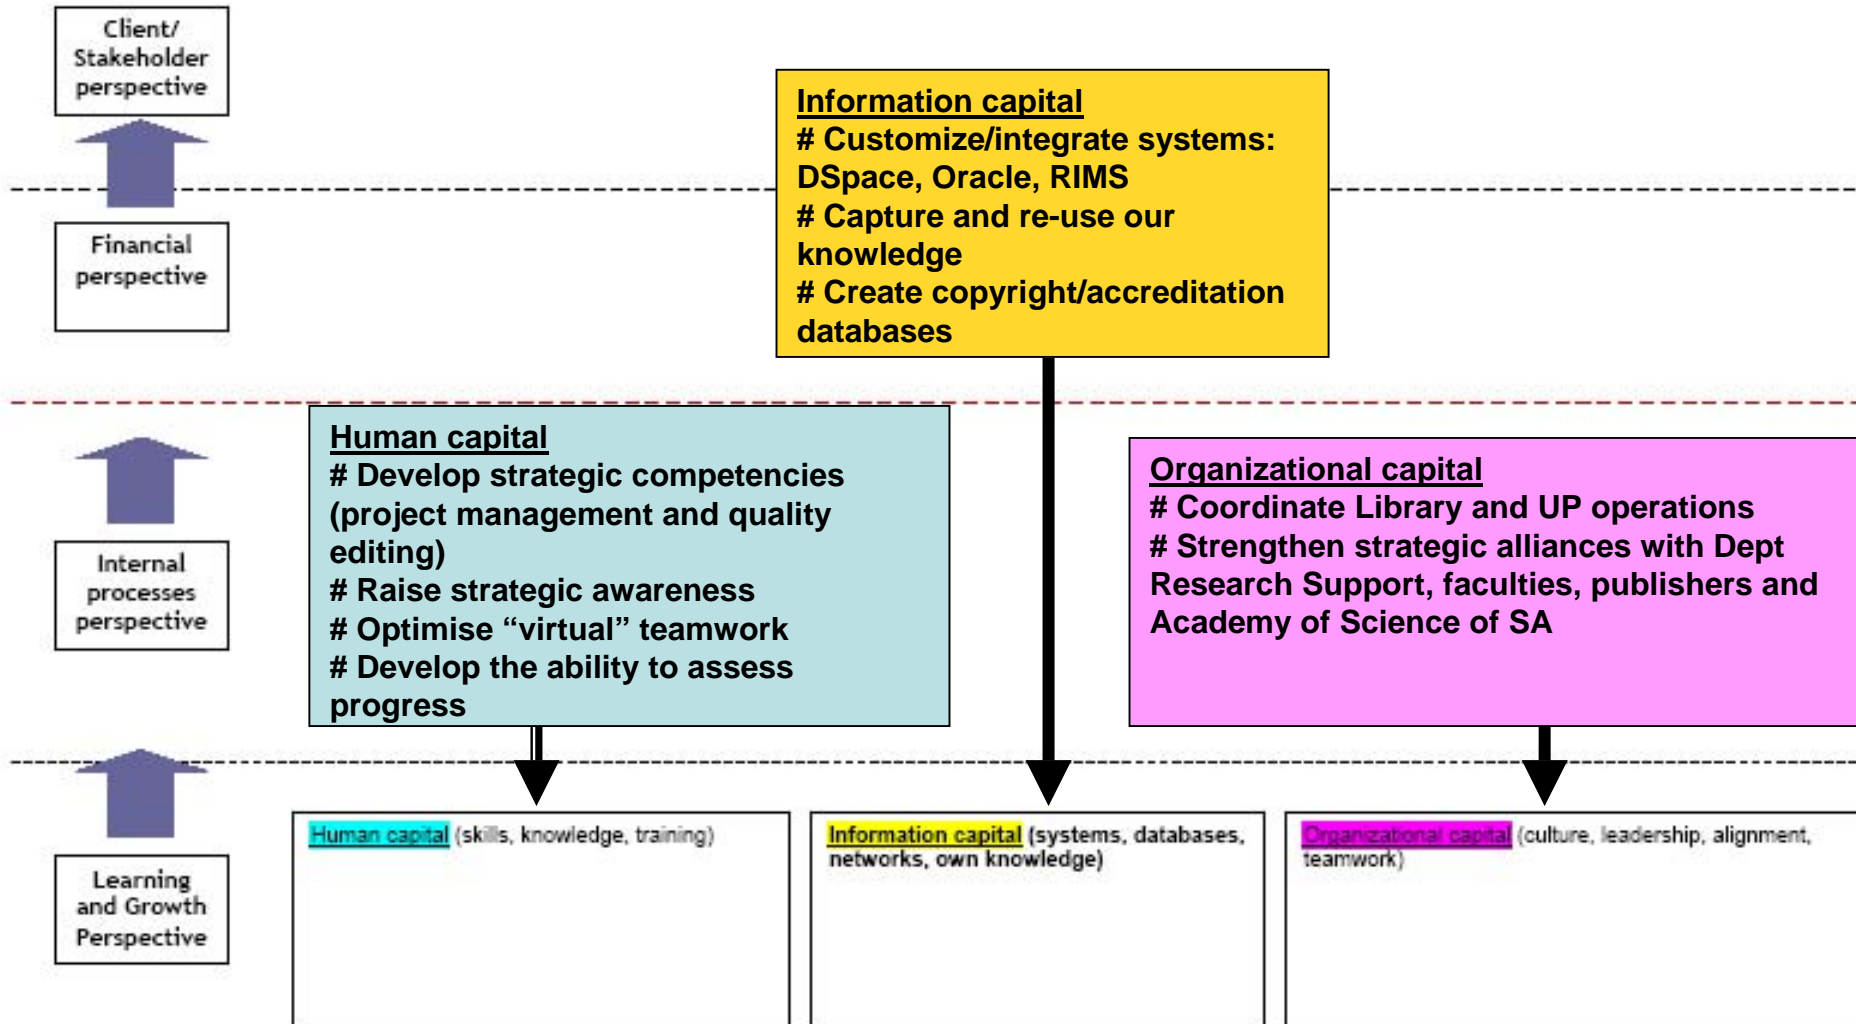 Client/
Stakeholder
perspective
Financial
perspective
Internal
processes
perspective
Learning
and Growth
Perspective
Information capital
# Customize/integrate systems:
DSpace, Oracle, RIMS
# Capture and re-use our
knowledge
# Create copyright/accreditation
databases
Human capital
# Develop strategic competencies
(project management and quality
editing)
# Raise strategic awareness
# Optimise “virtual” teamwork
# Develop the ability to assess
progress
Organizational capital
# Coordinate Library and UP operations
# Strengthen strategic alliances with Dept
Research Support, faculties, publishers and
Academy of Science of SA
Human capital (skills, knowledge, training)
Information capital (systems, databases,
networks, own knowledge)
Organizational capital (culture, leadership, alignment,
teamwork)